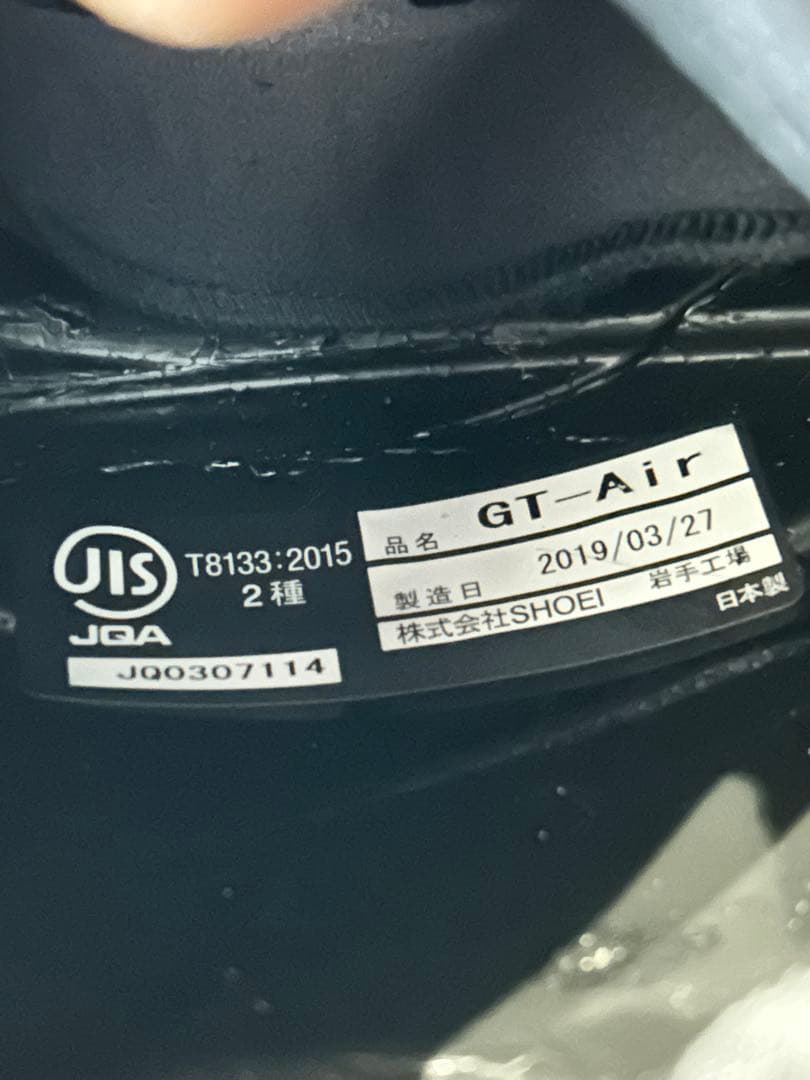 JIS
T8133:2015
2種
JQA
JQ0307114
品名 GT-Air
製造日 2019/03/27
株式会社SHOEI 岩手工場
日本製